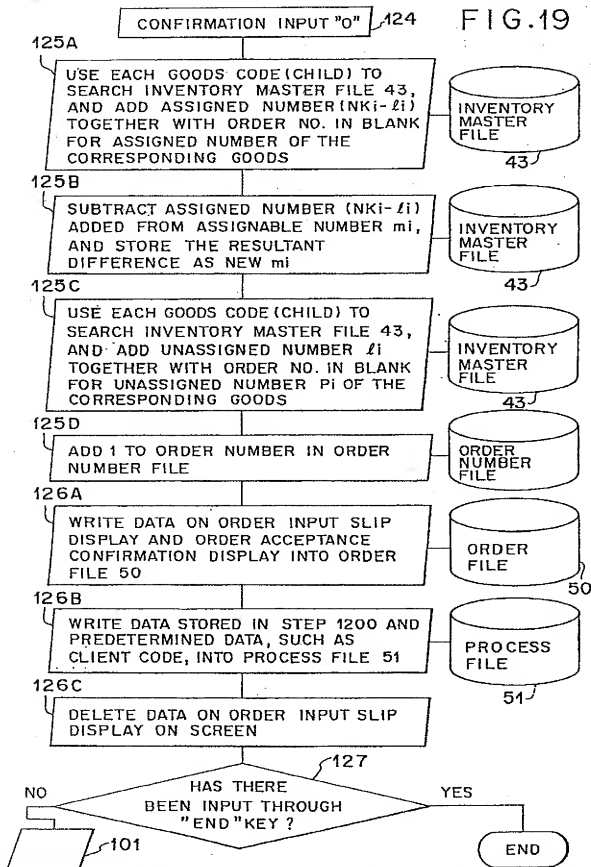 FIG.19
CONFIRMATION INPUT "0"
124
125A
USE EACH GOODS CODE(CHILD) TO
SEARCH INVENTORY MASTER FILE 43,
AND ADD ASSIGNED NUMBER(NKi-ℓi)
TOGETHER WITH ORDER NO. IN BLANK
FOR ASSIGNED NUMBER OF THE
CORRESPONDING GOODS
INVENTORY
MASTER
FILE
43
125B
SUBTRACT ASSIGNED NUMBER (NKi-ℓi)
ADDED FROM ASSIGNABLE NUMBER mi,
AND STORE THE RESULTANT
DIFFERENCE AS NEW mi
INVENTORY
MASTER
FILE
43
125C
USE EACH GOODS CODE(CHILD) TO
SEARCH INVENTORY MASTER FILE 43,
AND ADD UNASSIGNED NUMBER ℓi
TOGETHER WITH ORDER NO. IN BLANK
FOR UNASSIGNED NUMBER Pi OF THE
CORRESPONDING GOODS
INVENTORY
MASTER
FILE
43
125D
ADD 1 TO ORDER NUMBER IN ORDER
NUMBER FILE
ORDER
NUMBER
FILE
126A
WRITE DATA ON ORDER INPUT SLIP
DISPLAY AND ORDER ACCEPTANCE
CONFIRMATION DISPLAY INTO ORDER
FILE 50
ORDER
FILE
50
126B
WRITE DATA STORED IN STEP 1200 AND
PREDETERMINED DATA, SUCH AS
CLIENT CODE, INTO PROCESS FILE 51
PROCESS
FILE
51
126C
DELETE DATA ON ORDER INPUT SLIP
DISPLAY ON SCREEN
127
HAS THERE
BEEN INPUT THROUGH
"END" KEY ?
NO
YES
101
END